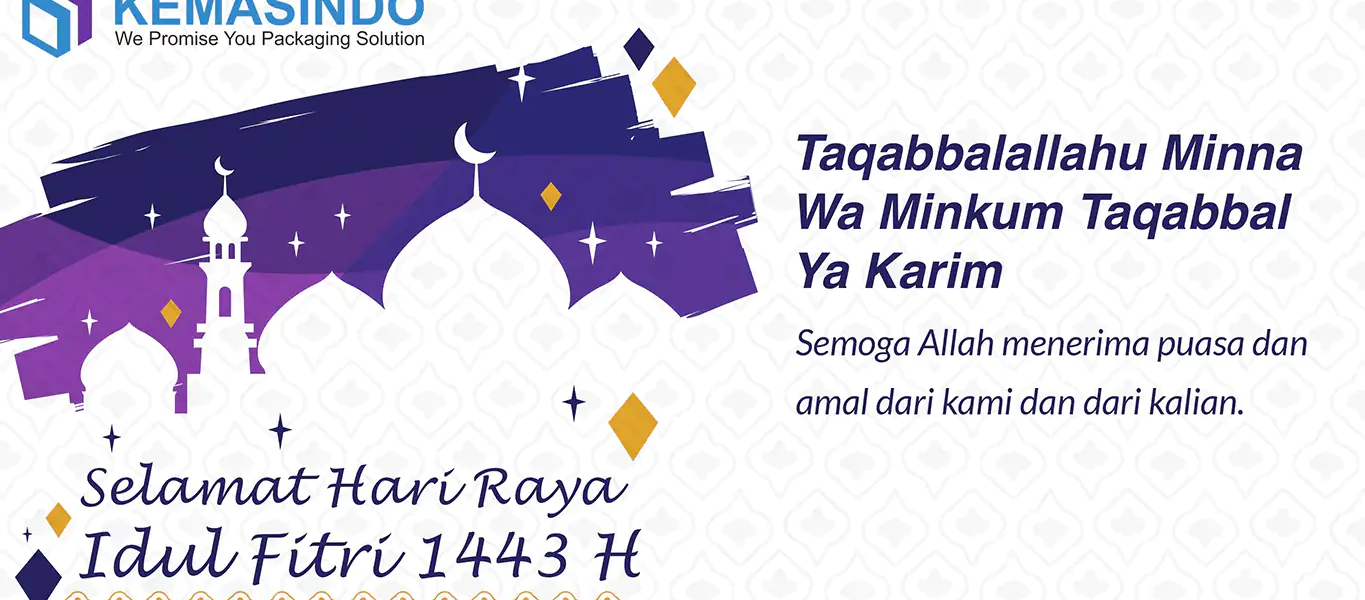 KEMASINDO
We Promise You Packaging Solution
Selamat Hari Raya
Idul Fitri 1443 H
Taqabbalallahu Minna
Wa Minkum Taqabbal
Ya Karim
Semoga Allah menerima puasa dan
amal dari kami dan dari kalian.